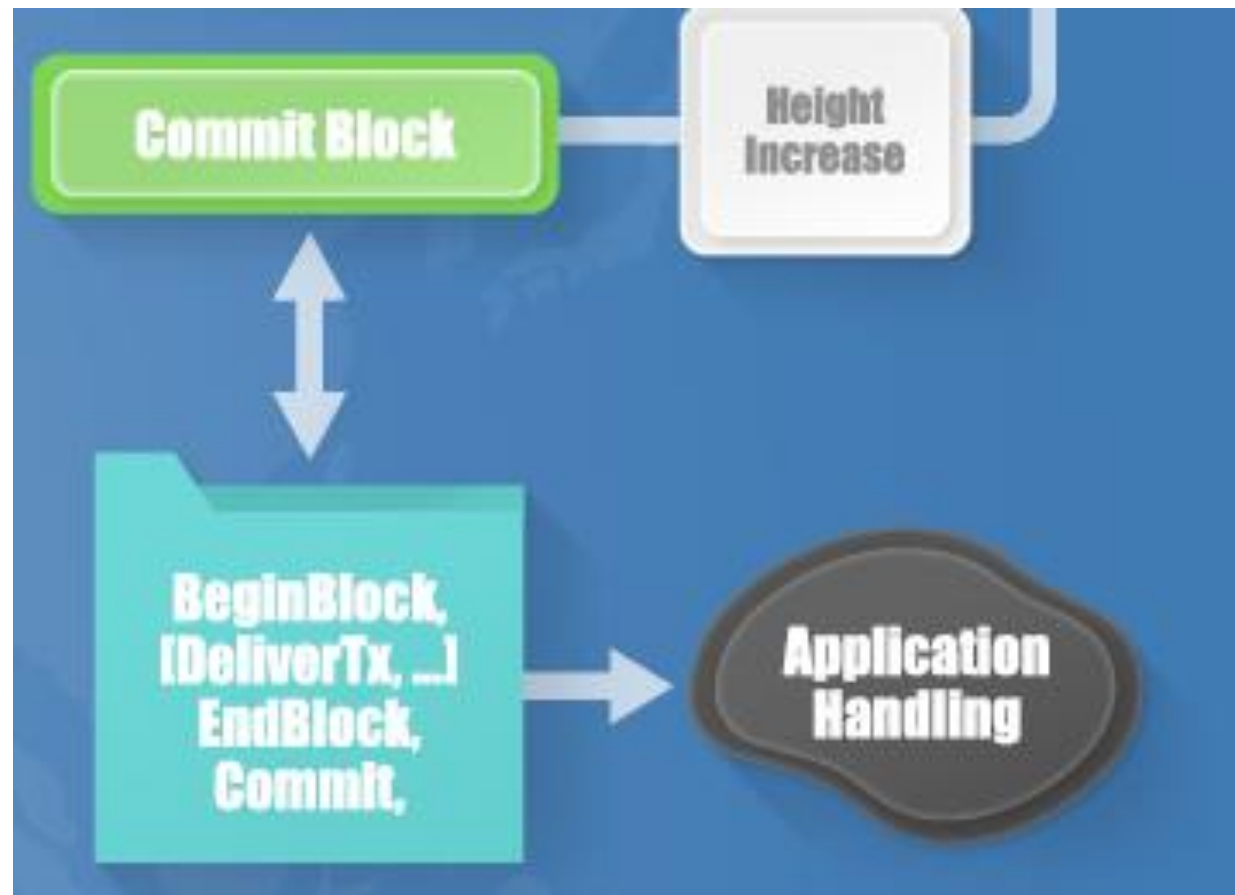 Commit Block
Height
Increase
BeginBlock,
[DeliverTx, ...]
EndBlock,
Commit,
Application
Handling